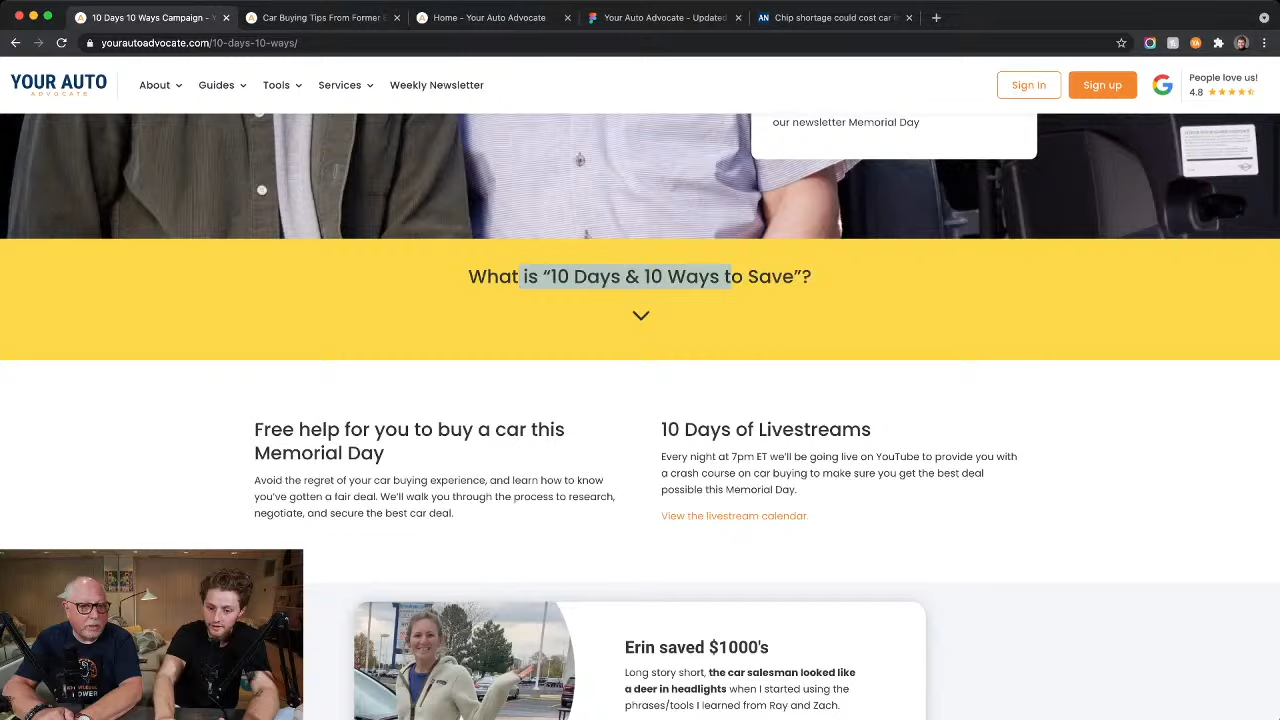 10 Days 10 Ways Campaign - Y
Car Buying Tips From Former E
Home - Your Auto Advocate
Your Auto Advocate - Updated
AN Chip shortage could cost car
yourautoadvocate.com/10-days-10-ways/
YOUR AUTO
ADVOCATE
About
Guides
Tools
Services
Weekly Newsletter
Sign In
Sign up
People love us!
4.8
our newsletter Memorial Day
What is “10 Days & 10 Ways to Save”?
Free help for you to buy a car this
Memorial Day
Avoid the regret of your car buying experience, and learn how to know
you’ve gotten a fair deal. We’ll walk you through the process to research,
negotiate, and secure the best car deal.
10 Days of Livestreams
Every night at 7pm ET we’ll be going live on YouTube to provide you with
a crash course on car buying to make sure you get the best deal
possible this Memorial Day.
View the livestream calendar.
Erin saved $1000's
Long story short, the car salesman looked like
a deer in headlights when I started using the
phrases/tools I learned from Ray and Zach.